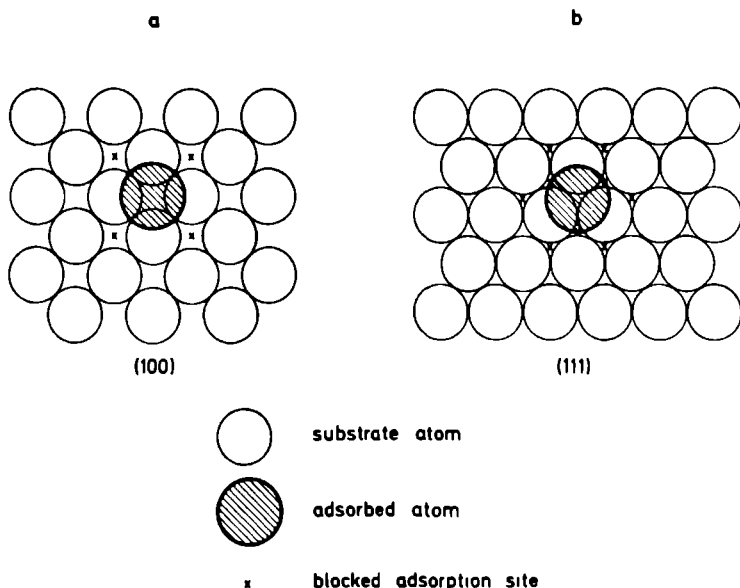 a
b
(100)
(111)
substrate atom
adsorbed atom
x blocked adsorption site